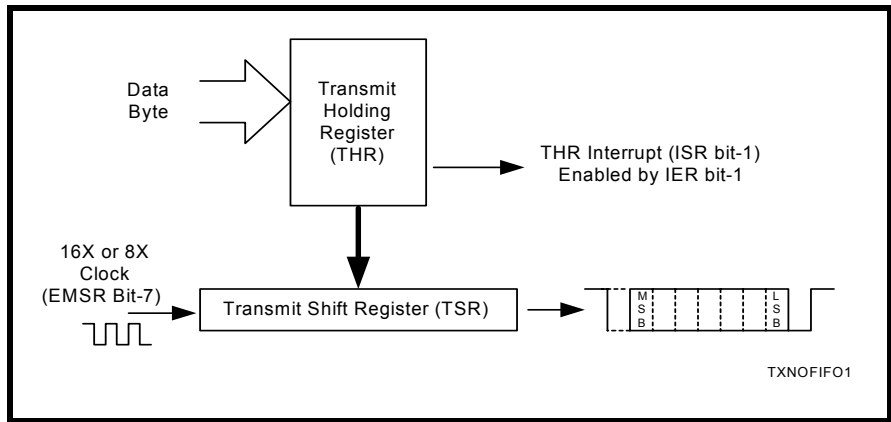 Data
Byte
Transmit
Holding
Register
(THR)
THR Interrupt (ISR bit-1)
Enabled by IER bit-1
16X or 8X
Clock
(EMSR Bit-7)
Transmit Shift Register (TSR)
M
S
B
L
S
B
TXNOFIFO1